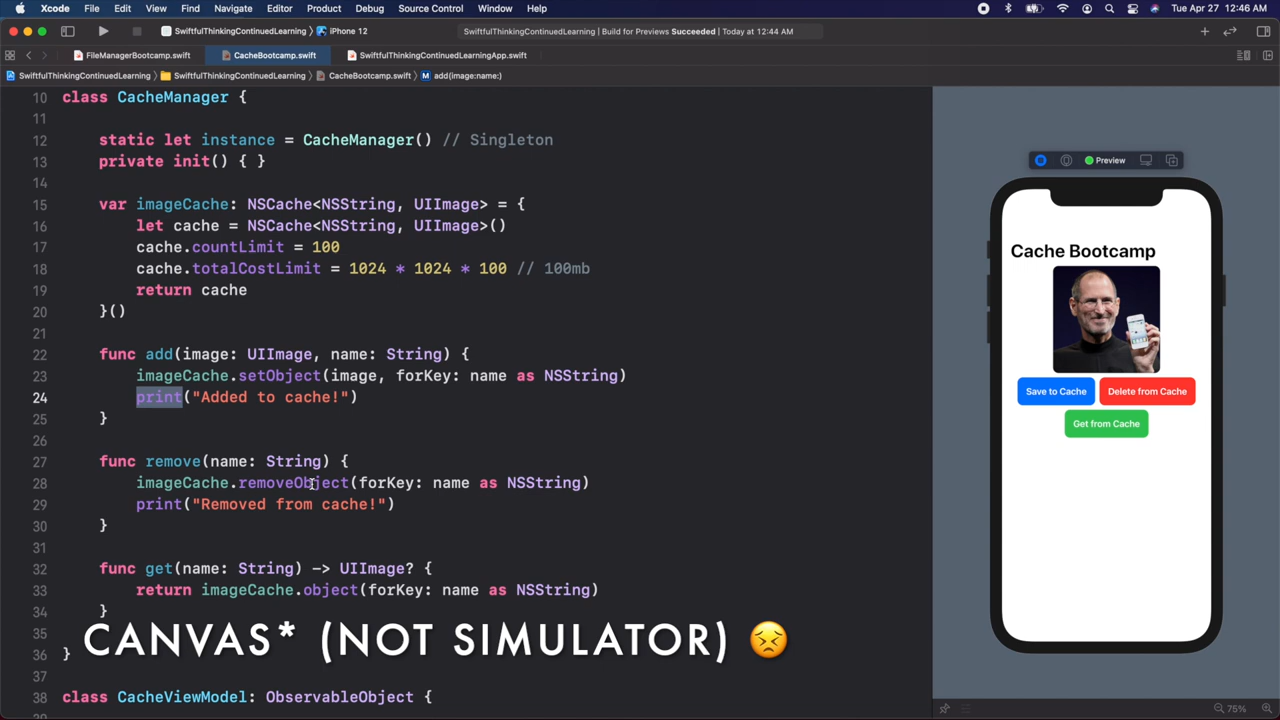 Xcode File Edit View Find Navigate Editor Product Debug Source Control Window Help Tue Apr 27 12:46 AM
SwiftfulThinkingContinuedLearning iPhone 12 SwiftfulThinkingContinuedLearning | Build for Previews Succeeded | Today at 12:44 AM
FileManagerBootcamp.swift CacheBootcamp.swift SwiftfulThinkingContinuedLearningApp.swift
SwiftfulThinkingContinuedLearning SwiftfulThinkingContinuedLearning CacheBootcamp.swift M add(image:name:)
10 class CacheManager {
11
12 static let instance = CacheManager() // Singleton
13 private init() { }
14
15 var imageCache: NSCache<NSString, UIImage> = {
16 let cache = NSCache<NSString, UIImage>()
17 cache.countLimit = 100
18 cache.totalCostLimit = 1024 * 1024 * 100 // 100mb
19 return cache
20 }()
21
22 func add(image: UIImage, name: String) {
23 imageCache.setObject(image, forKey: name as NSString)
24 print("Added to cache!")
25 }
26
27 func remove(name: String) {
28 imageCache.removeObject(forKey: name as NSString)
29 print("Removed from cache!")
30 }
31
32 func get(name: String) -> UIImage? {
33 return imageCache.object(forKey: name as NSString)
34 }
35
36 }
37
38 class CacheViewModel: ObservableObject {
CANVAS* (NOT SIMULATOR) 😣
Preview
Cache Bootcamp
Save to Cache Delete from Cache
Get from Cache
75%